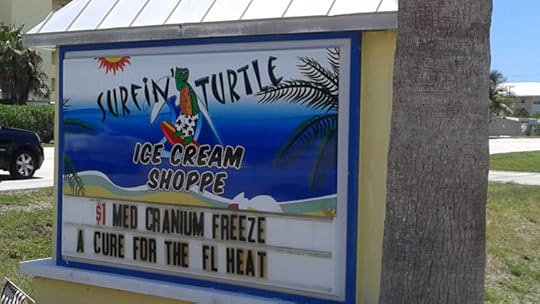 SURFIN' TURTLE
ICE CREAM
SHOPPE
$1 MED CRANIUM FREEZE
A CURE FOR THE FL HEAT